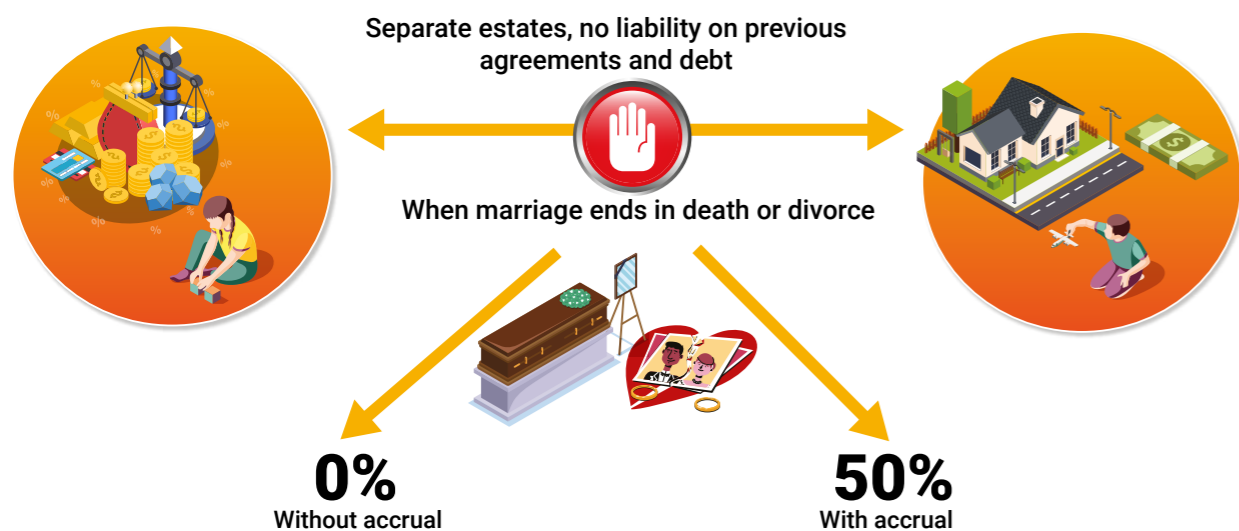 Separate estates, no liability on previous
agreements and debt
When marriage ends in death or divorce
0%
Without accrual
50%
With accrual